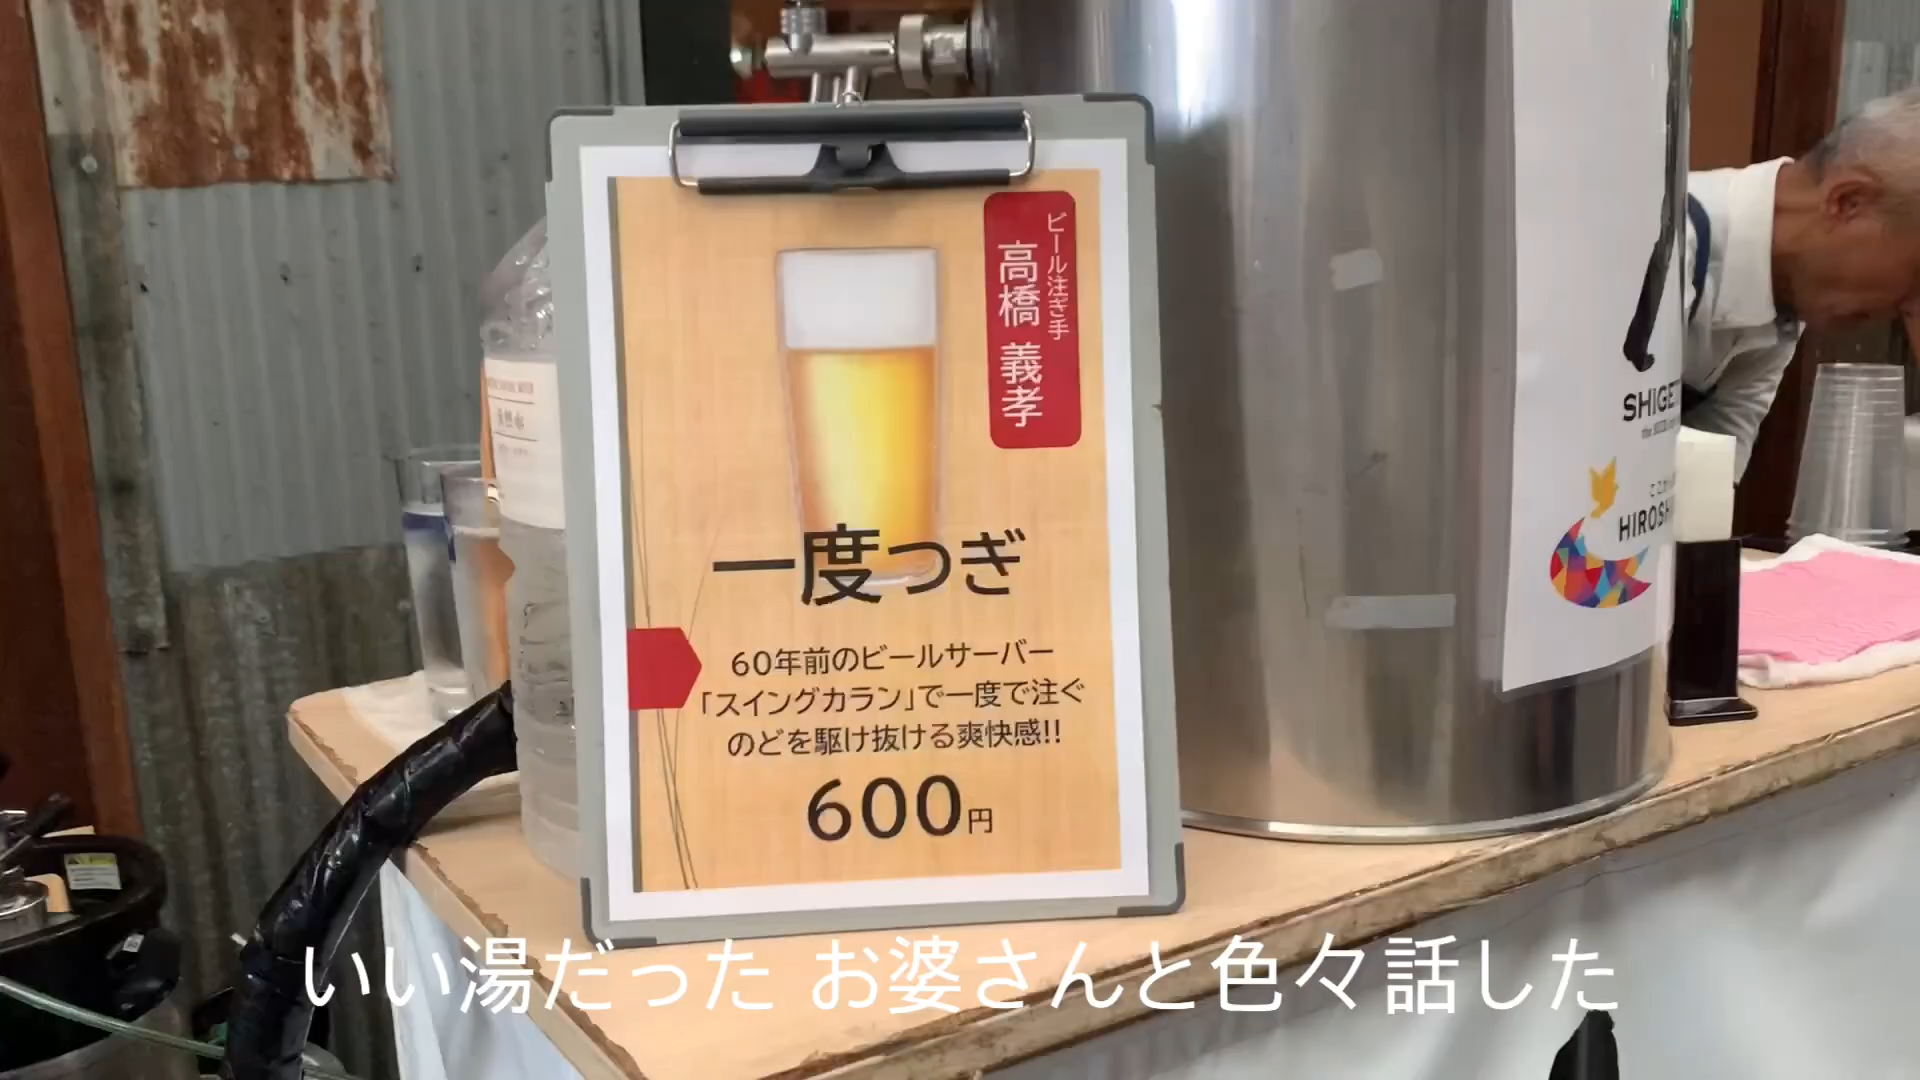 ビール注ぎ手
高橋 義孝
一度つぎ
60年前のビールサーバー
「スイングカラン」で一度で注ぐ
のどを駆け抜ける爽快感!!
600円
SHIGE
HIROSH
いい湯だった お婆さんと色々話した